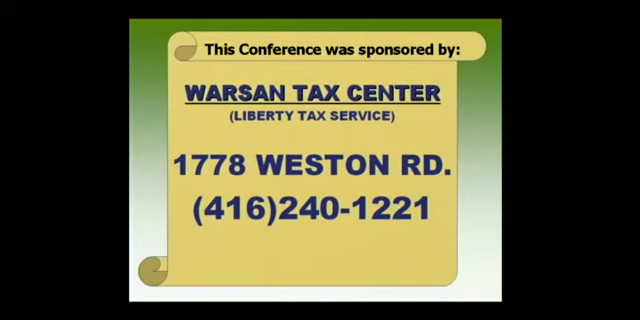 This Conference was sponsored by:
WARSAN TAX CENTER
(LIBERTY TAX SERVICE)
1778 WESTON RD.
(416)240-1221